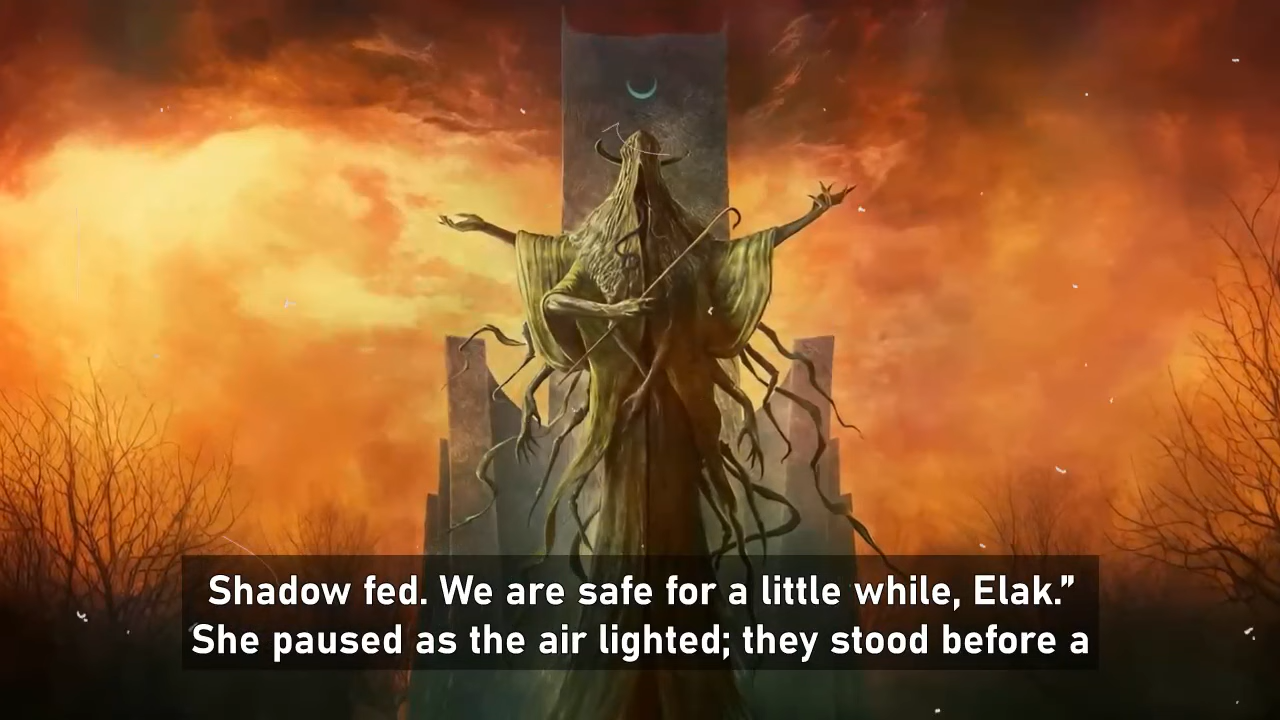 Shadow fed. We are safe for a little while, Elak.”
She paused as the air lighted; they stood before a